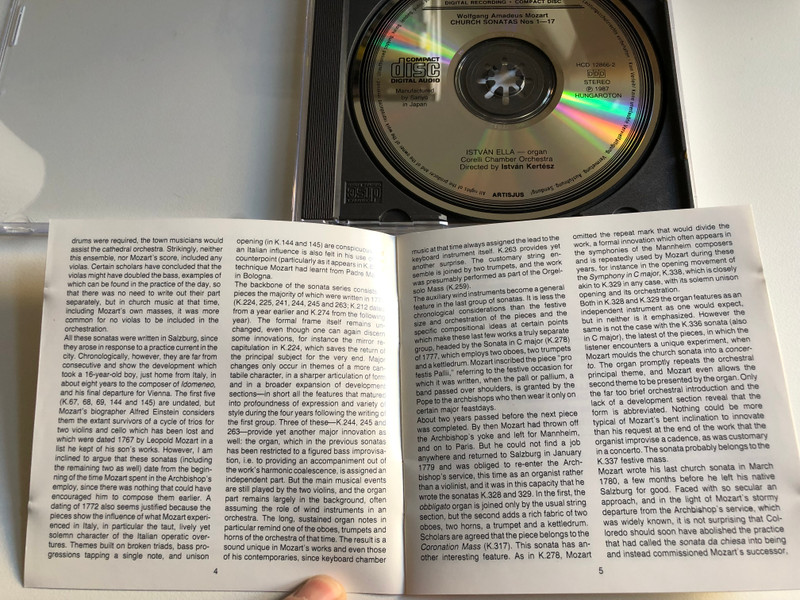 DIGITAL RECORDING • COMPACT DISC
Wolfgang Amadeus Mozart
CHURCH SONATAS Nos 1—17
COMPACT
disc
DIGITAL AUDIO
Manufactured
by Sanyo
in Japan
HCD 12866-2
DDD
STEREO
Ⓟ 1987
HUNGAROTON
ISTVÁN ELLA — organ
Corelli Chamber Orchestra
Directed by István Kertész
ARTISJUS
drums were required, the town musicians would
assist the cathedral orchestra. Strikingly, neither
this ensemble, nor Mozart's score, included any
violas. Certain scholars have concluded that the
violas might have doubled the bass, examples of
which can be found in the practice of the day, so
that there was no need to write out their part
separately, but in church music at that time,
including Mozart's own masses, it was more
common for no violas to be included in the
orchestration.
All these sonatas were written in Salzburg, since
they arose in response to a practice current in the
city. Chronologically, however, they are far from
consecutive and show the development which
took a 16-year-old boy, just home from Italy, in
about eight years to the composer of Idomeneo,
and his final departure for Vienna. The first five
(K.67, 68, 69, 144 and 145) are undated, but
Mozart's biographer Alfred Einstein considers
them the extant survivors of a cycle of trios for
two violins and cello which has been lost and
which were dated 1767 by Leopold Mozart in a
list he kept of his son's works. However, I am
inclined to argue that the sonatas (including
the remaining two as well) date from the begin-
ning of the time Mozart spent in the Archbishop's
employ, since there was nothing that could have
encouraged him to compose them earlier. A
dating of 1772 also seems justified because the
pieces show the influence of what Mozart experi-
enced in Italy, in particular the taut, lively yet
solemn character of the Italian operatic over-
tures. Themes built on broken triads, bass pro-
gressions tapping a single note, and unison
4
opening (in K.144 and 145) are conspicuous
an Italian influence is also felt in his use
counterpoint (particularly as it appears in K.
technique Mozart had learnt from Padre
in Bologna.
The backbone of the sonata series consists
pieces the majority of which were written in
(K.224, 225, 241, 244, 245 and 263; K.212 dates
from a year earlier and K.274 from the following
year). The formal frame itself remains un-
changed, even though one can again discern
some innovations, for instance the mirror re-
capitulation in K.224, which saves the return of
the principal subject for the very end. Major
changes only occur in themes of a more can-
tabile character, in a sharper articulation of form
and in a broader expansion of development
sections—in short all the features that matured
into profoundness of expression and variety of
style during the four years following the writing of
the first group. Three of these—K.244, 245 and
263—provide yet another major innovation as
well: the organ, which in the previous sonatas
has been restricted to a figured bass improvisa-
tion, i.e. to providing an accompaniment out of
the work's harmonic coalescence, is assigned an
independent part. But the main musical events
are still played by the two violins, and the organ
part remains largely in the background, often
assuming the role of wind instruments in an
orchestra. The long, sustained organ notes in
particular remind one of the oboes, trumpets and
horns of the orchestra of that time. The result is a
sound unique in Mozart's works and even those
of his contemporaries, since keyboard chamber
music at that time always assigned the lead to the
keyboard instrument itself. K.263 provides yet
another surprise. The customary string en-
semble is joined by two trumpets, and the work
was presumably performed as part of the Orgel-
solo Mass (K.259).
The auxiliary wind instruments become a general
feature in the last group of sonatas. It is less the
chronological considerations than the festive
size and orchestration of the pieces and the
specific compositional ideas at certain points
which make these last few works a truly separate
group, headed by the Sonata in C major (K.278)
of 1777, which employs two oboes, two trumpets
and a kettledrum. Mozart inscribed the piece "pro
festis Palli," referring to the festive occasion for
which it was written, when the pall or pallium, a
band passed over shoulders, is granted by the
Pope to the archbishops who then wear it only on
certain major feastdays.
About two years passed before the next piece
was completed. By then Mozart had thrown off
the Archbishop's yoke and left for Mannheim,
and on to Paris. But he could not find a job
anywhere and returned to Salzburg in January
1779 and was obliged to re-enter the Arch-
bishop's service, this time as an organist rather
than a violinist, and it was in this capacity that he
wrote the sonatas K.328 and 329. In the first, the
obbligato organ is joined only by the usual string
section, but the second adds a rich fabric of two
oboes, two horns, a trumpet and a kettledrum.
Scholars are agreed that the piece belongs to the
Coronation Mass (K.317). This sonata has an-
other interesting feature. As in K.278, Mozart
omitted the repeat mark that would divide the
work, a formal innovation which often appears in
the symphonies of the Mannheim composers
and is repeatedly used by Mozart during these
years, for instance in the opening movement of
the Symphony in C major, K.338, which is closely
akin to K.329 in any case, with its solemn unison
opening and its orchestration.
Both in K.328 and K.329 the organ features as an
independent instrument as one would expect,
but in neither is it emphasized. However the
same is not the case with the K.336 sonata (also
in C major), the latest of the pieces, in which the
listener encounters a unique experiment, when
Mozart moulds the church sonata into a concer-
to. The organ promptly repeats the orchestral
principal theme, and Mozart even allows the
second theme to be presented by the organ. Only
the far too brief orchestral introduction and the
lack of a development section reveal that the
form is abbreviated. Nothing could be more
typical of Mozart's bent inclination to innovate
than his request at the end of the work that the
organist improvise a cadence, as was customary
in a concerto. The sonata probably belongs to the
K.337 festive mass.
Mozart wrote his last church sonata in March
1780, a few months before he left his native
Salzburg for good. Faced with so secular an
approach, and in the light of Mozart's stormy
departure from the Archbishop's service, which
was widely known, it is not surprising that Col-
loredo should soon have abolished the practice
that had called the sonata da chiesa into being
and instead commissioned Mozart's successor,
5